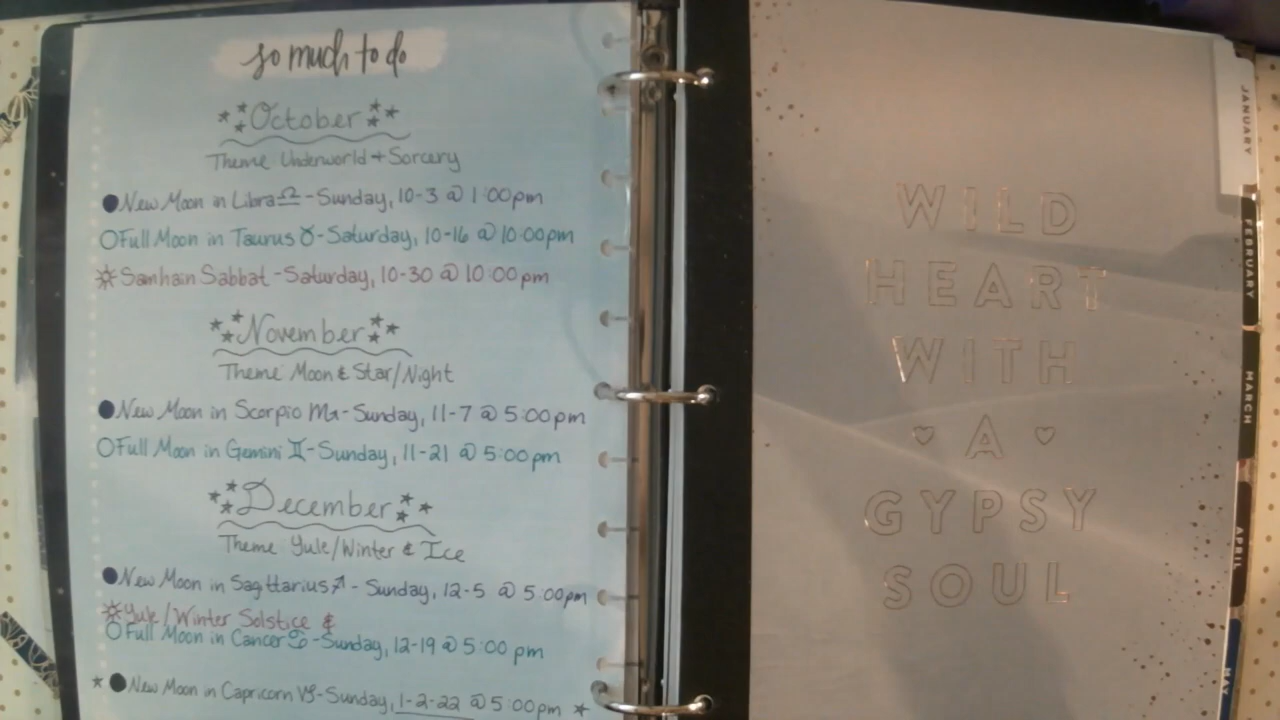 so much to do
October
Theme Underworld + Sorcery
New Moon in Libra ♎ - Sunday, 10-3 @ 1:00pm
Full Moon in Taurus ♉ - Saturday, 10-16 @ 10:00pm
Samhain Sabbat - Saturday, 10-30 @ 10:00pm
November
Theme Moon & Star/Night
New Moon in Scorpio ♏ - Sunday, 11-7 @ 5:00pm
Full Moon in Gemini ♊ - Sunday, 11-21 @ 5:00pm
December
Theme Yule/Winter & Ice
New Moon in Sagittarius ♐ - Sunday, 12-5 @ 5:00pm
Yule/Winter Solstice &
Full Moon in Cancer ♋ - Sunday, 12-19 @ 5:00 pm
New Moon in Capricorn ♑ - Sunday, 1-2-22 @ 5:00pm
WILD
HEART
WITH
A
GYPSY
SOUL
JANUARY
FEBRUARY
MARCH
APRIL
MAY